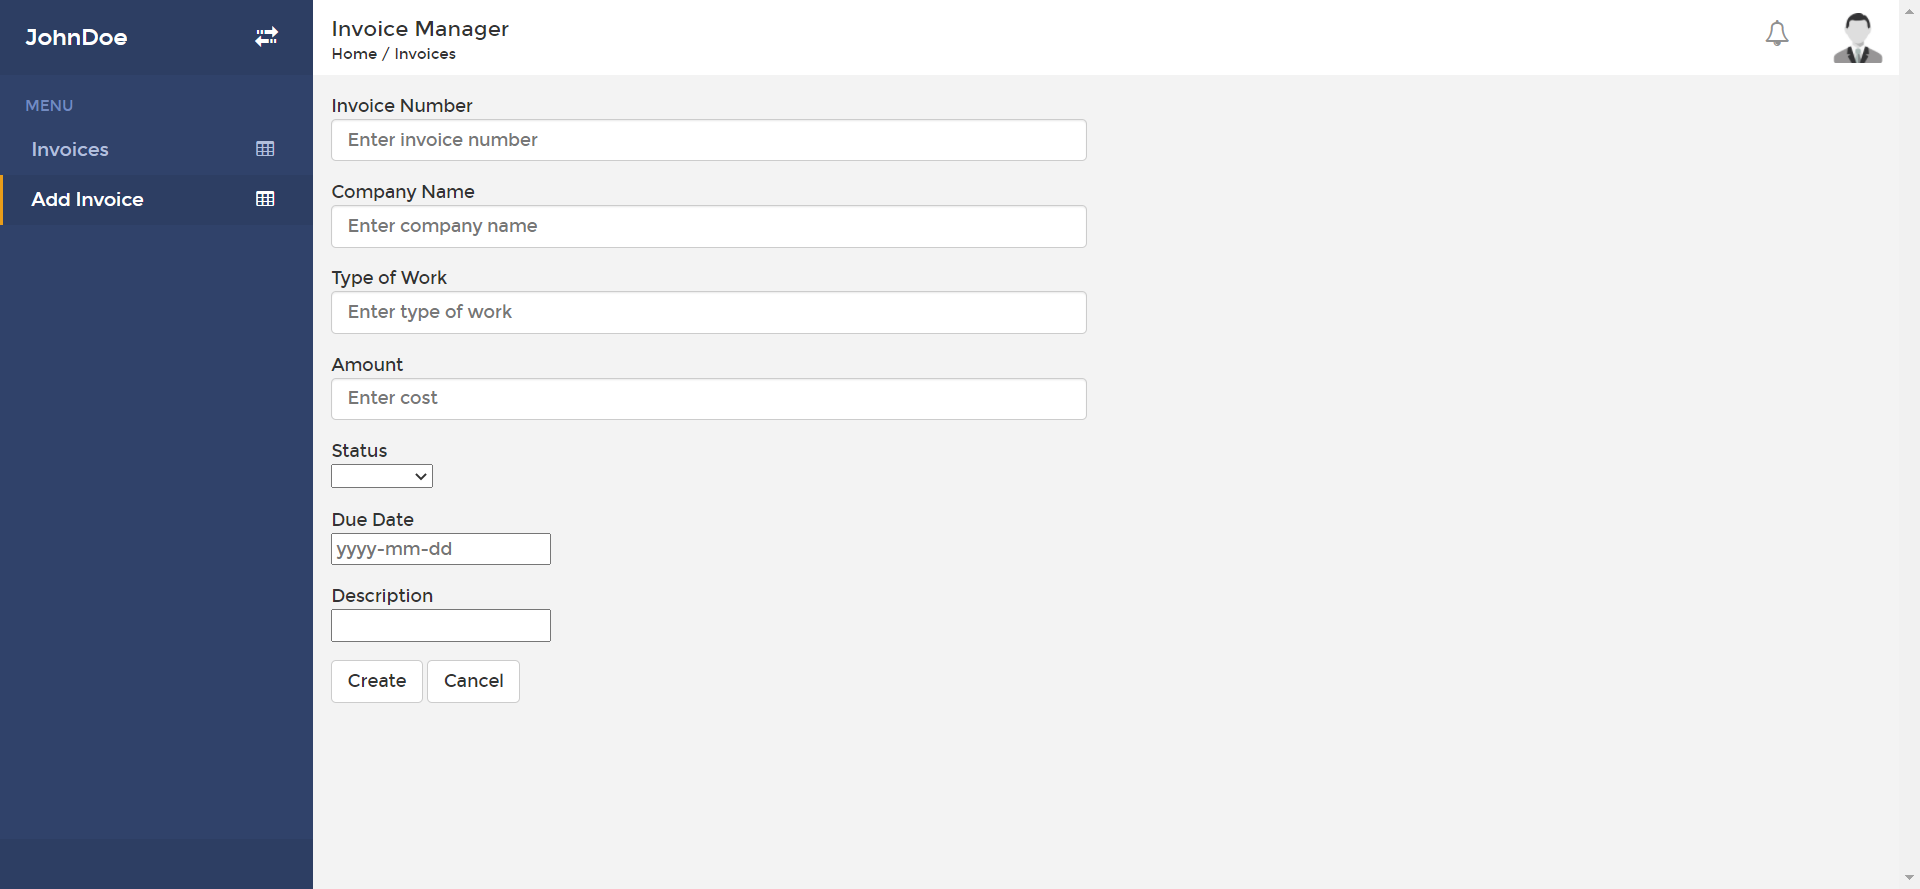 JohnDoe
MENU
Invoices
Add Invoice
Invoice Manager
Home / Invoices
Invoice Number
Enter invoice number
Company Name
Enter company name
Type of Work
Enter type of work
Amount
Enter cost
Status
Due Date
yyyy-mm-dd
Description
Create Cancel